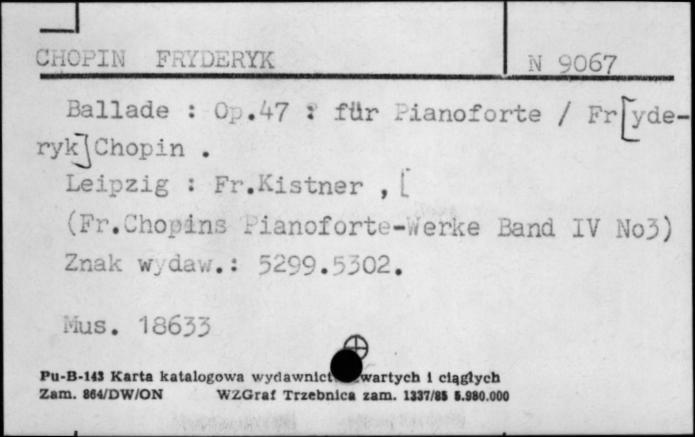 CHOPIN FRYDERYK
N 9067
Ballade : Op.47 : für Pianoforte / Fr[yde-
ryk]Chopin .
Leipzig : Fr.Kistner , [
(Fr.Chopins Pianoforte-Werke Band IV No3)
Znak wydaw.: 5299.5302.
Mus. 18633
Pu-B-143 Karta katalogowa wydawnict wartych i ciągłych
Zam. 864/DW/ON WZGraf Trzebnica zam. 1337/85 5.980.000